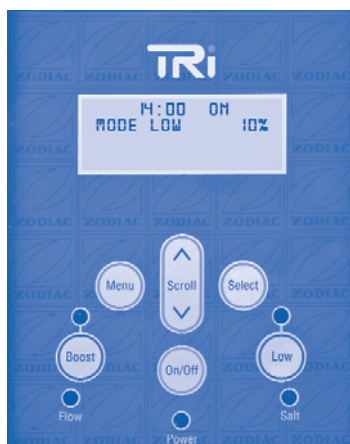 TRi
14:00 ON
MODE LOW 10%
Menu
Scroll
Select
Boost
On/Off
Low
Flow
Power
Salt
ZODIAC